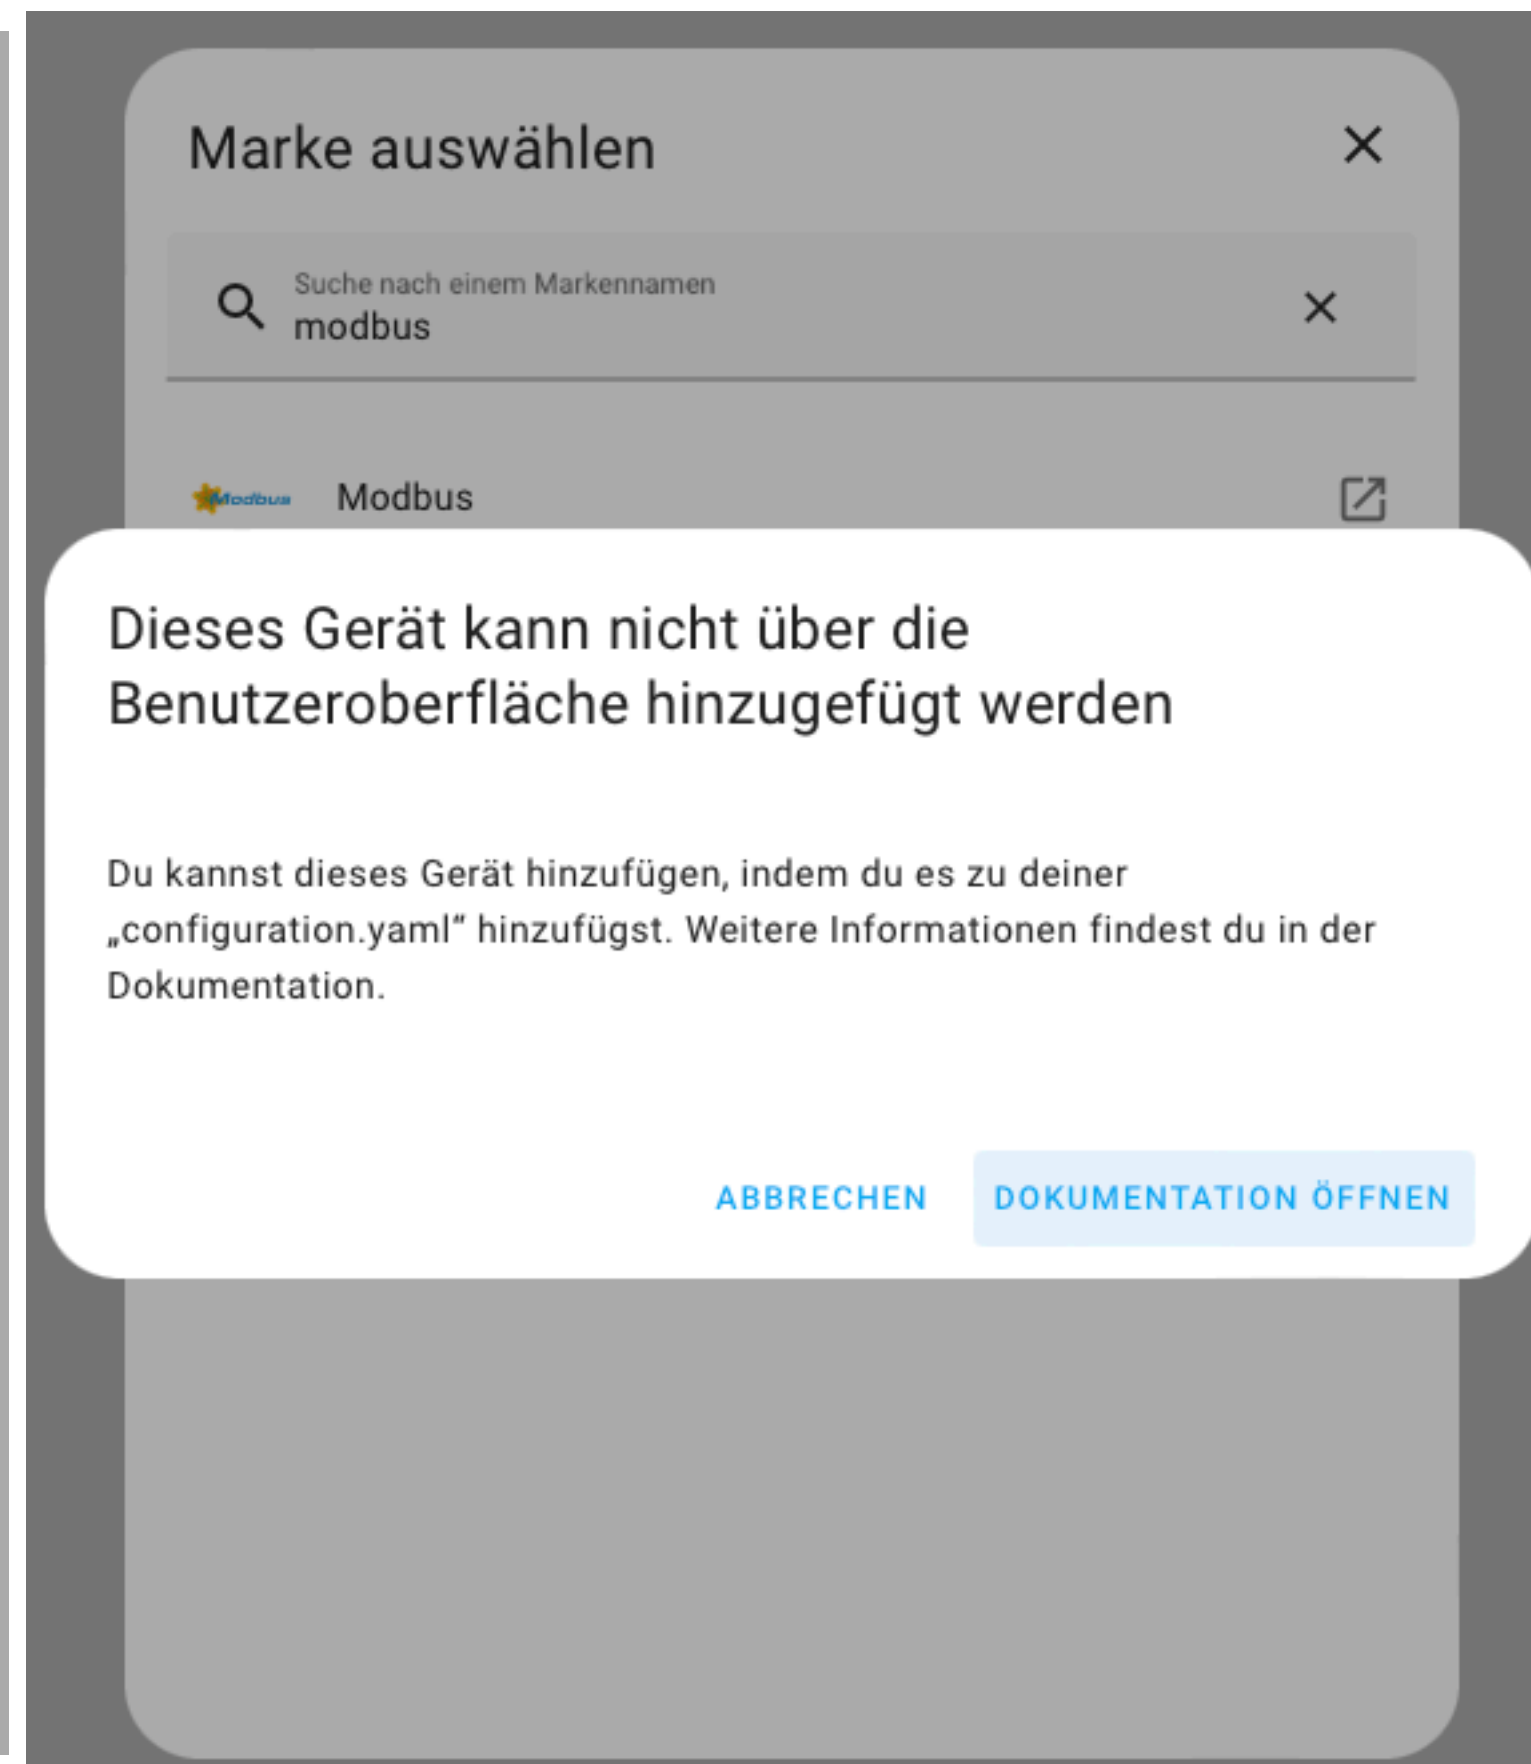 Marke auswählen
Suche nach einem Markennamen
modbus
Modbus Modbus
Dieses Gerät kann nicht über die
Benutzeroberfläche hinzugefügt werden
Du kannst dieses Gerät hinzufügen, indem du es zu deiner
„configuration.yaml“ hinzufügst. Weitere Informationen findest du in der
Dokumentation.
ABBRECHEN DOKUMENTATION ÖFFNEN